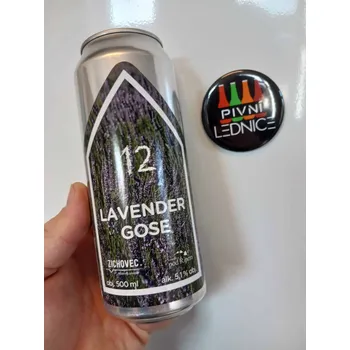 12
LAVENDER
GOSE
ZICHOVEC
obj. 500 ml
alk. 5,1% obj.
PIVNÍ
LEDNICE